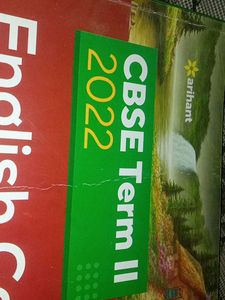 arihant
CBSE Term II
2022
English C